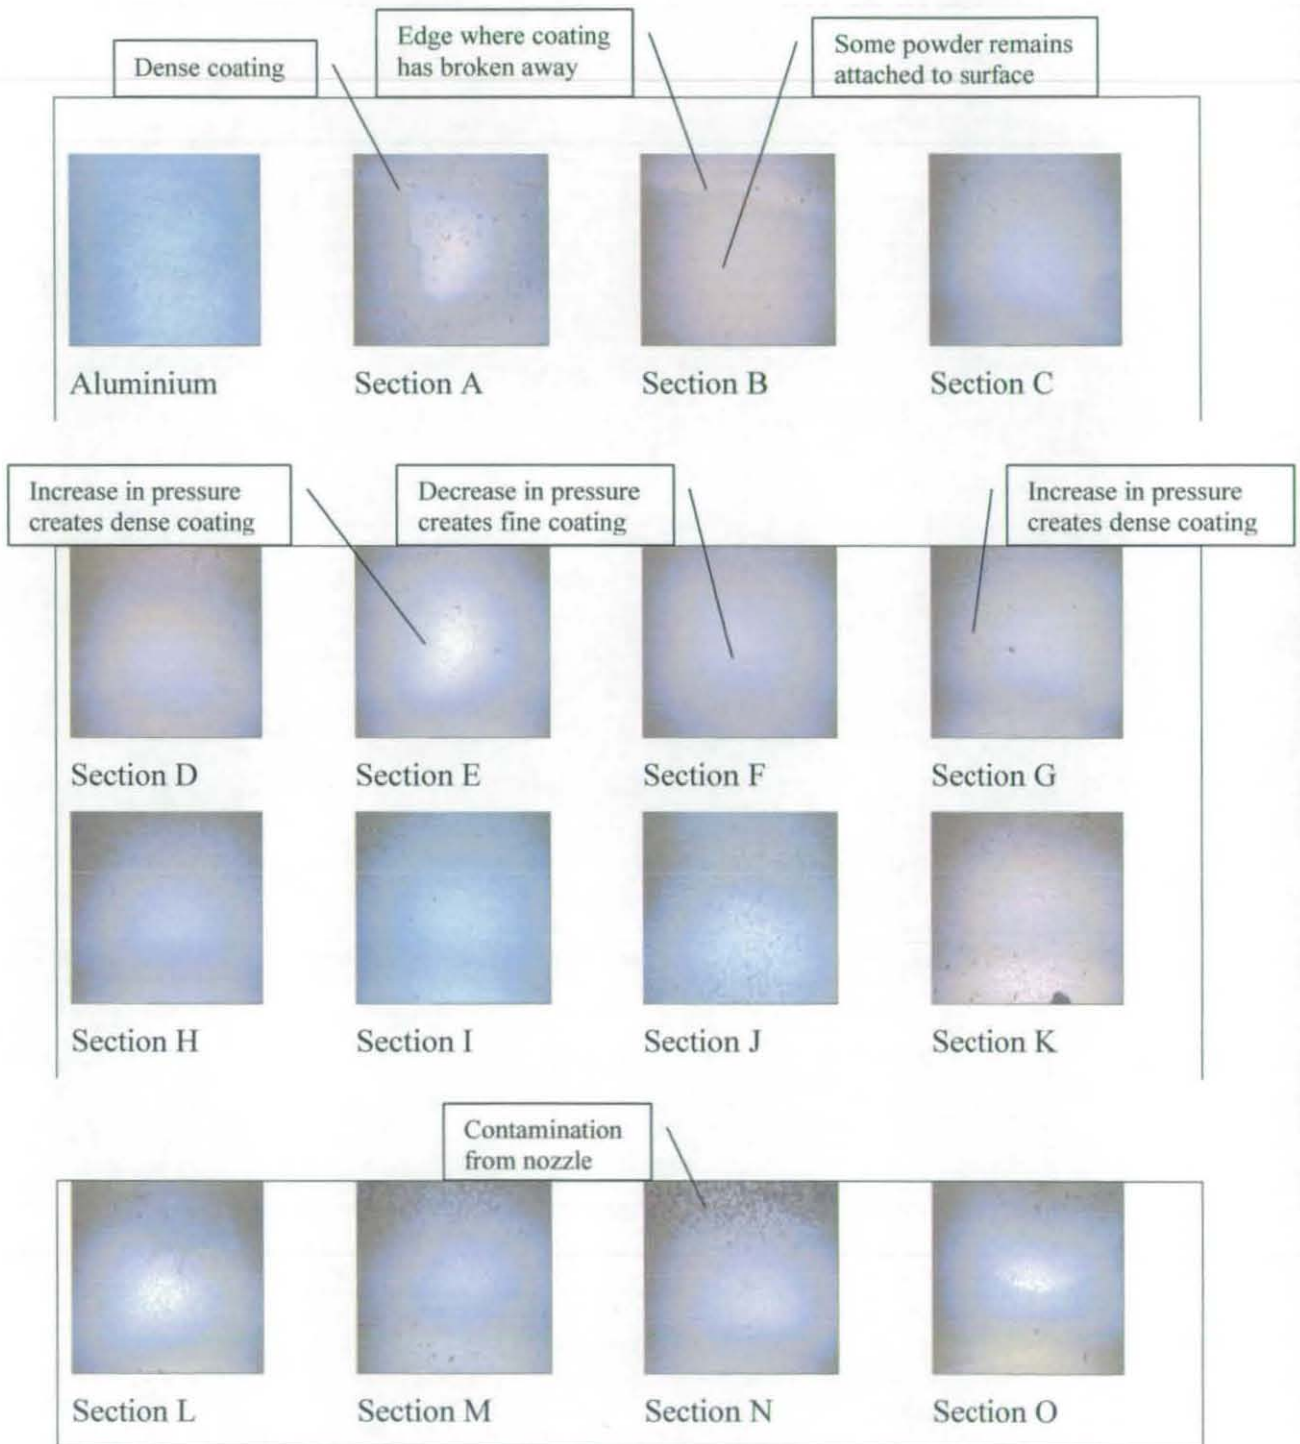 Dense coating
Edge where coating
has broken away
Some powder remains
attached to surface
Aluminium
Section A
Section B
Section C
Increase in pressure
creates dense coating
Decrease in pressure
creates fine coating
Increase in pressure
creates dense coating
Section D
Section E
Section F
Section G
Section H
Section I
Section J
Section K
Contamination
from nozzle
Section L
Section M
Section N
Section O